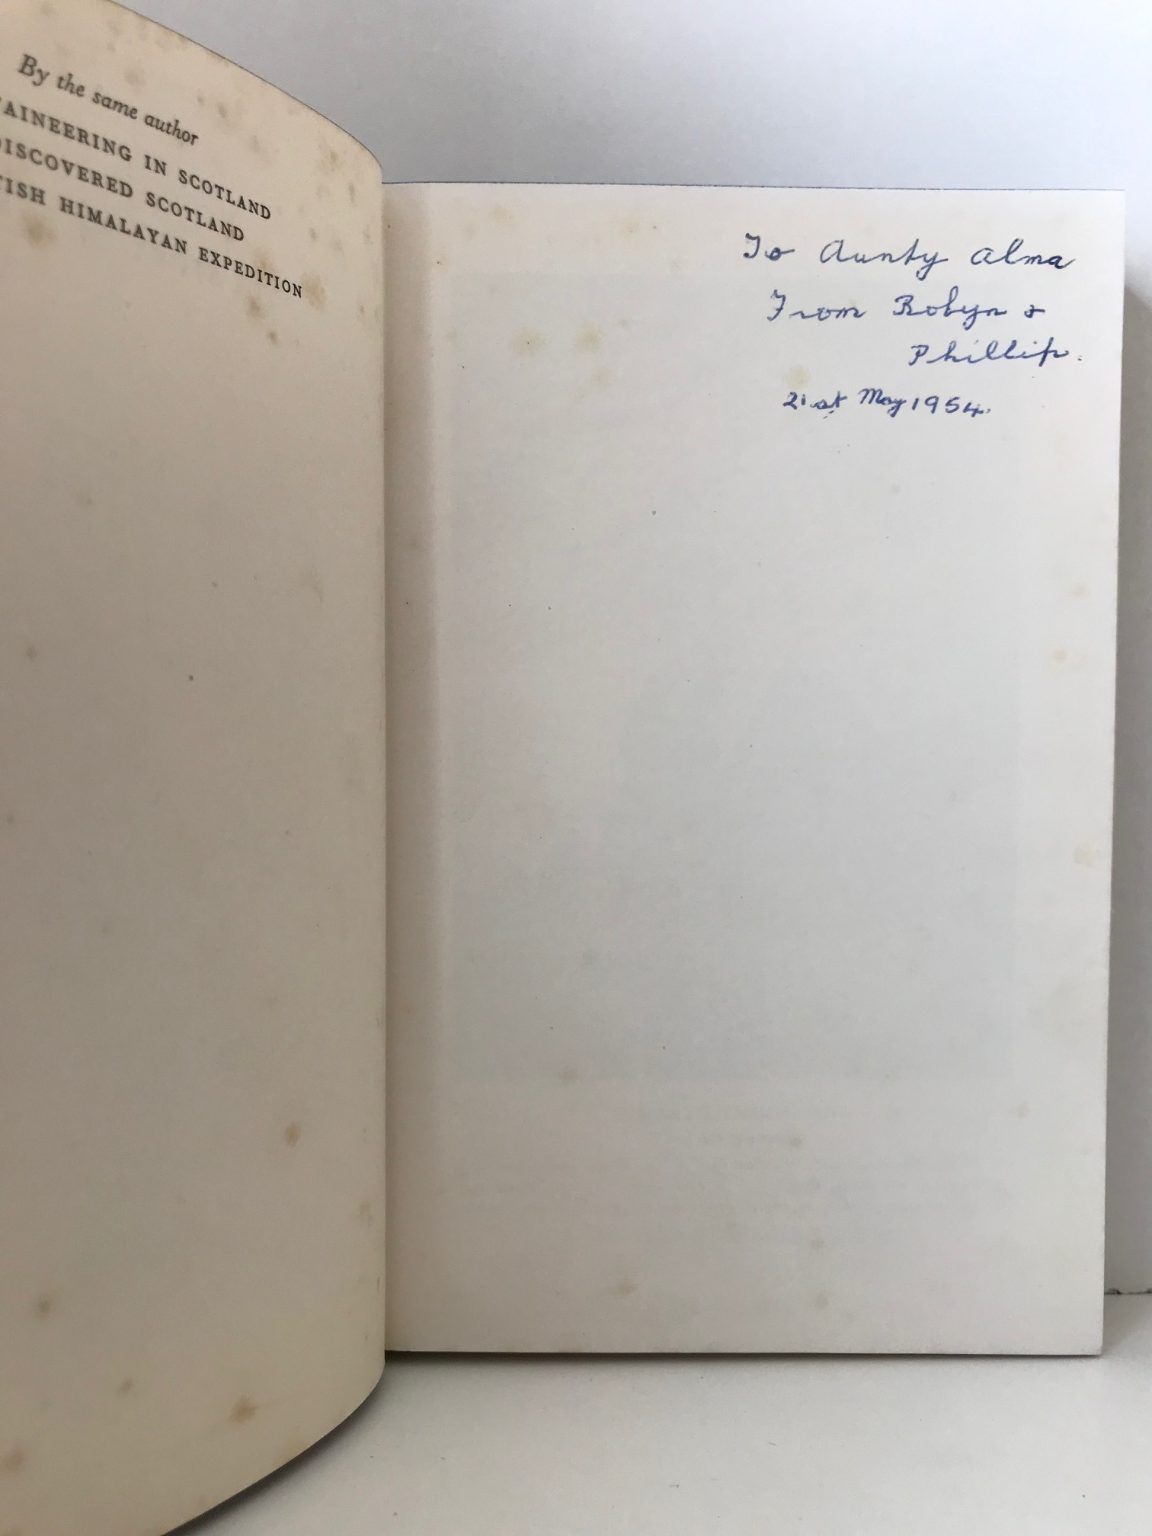 By the same author
AINEERING IN SCOTLAND
DISCOVERED SCOTLAND
TISH HIMALAYAN EXPEDITION
To Aunty Alma
From Robyn &
Phillip.
21st May 1954.